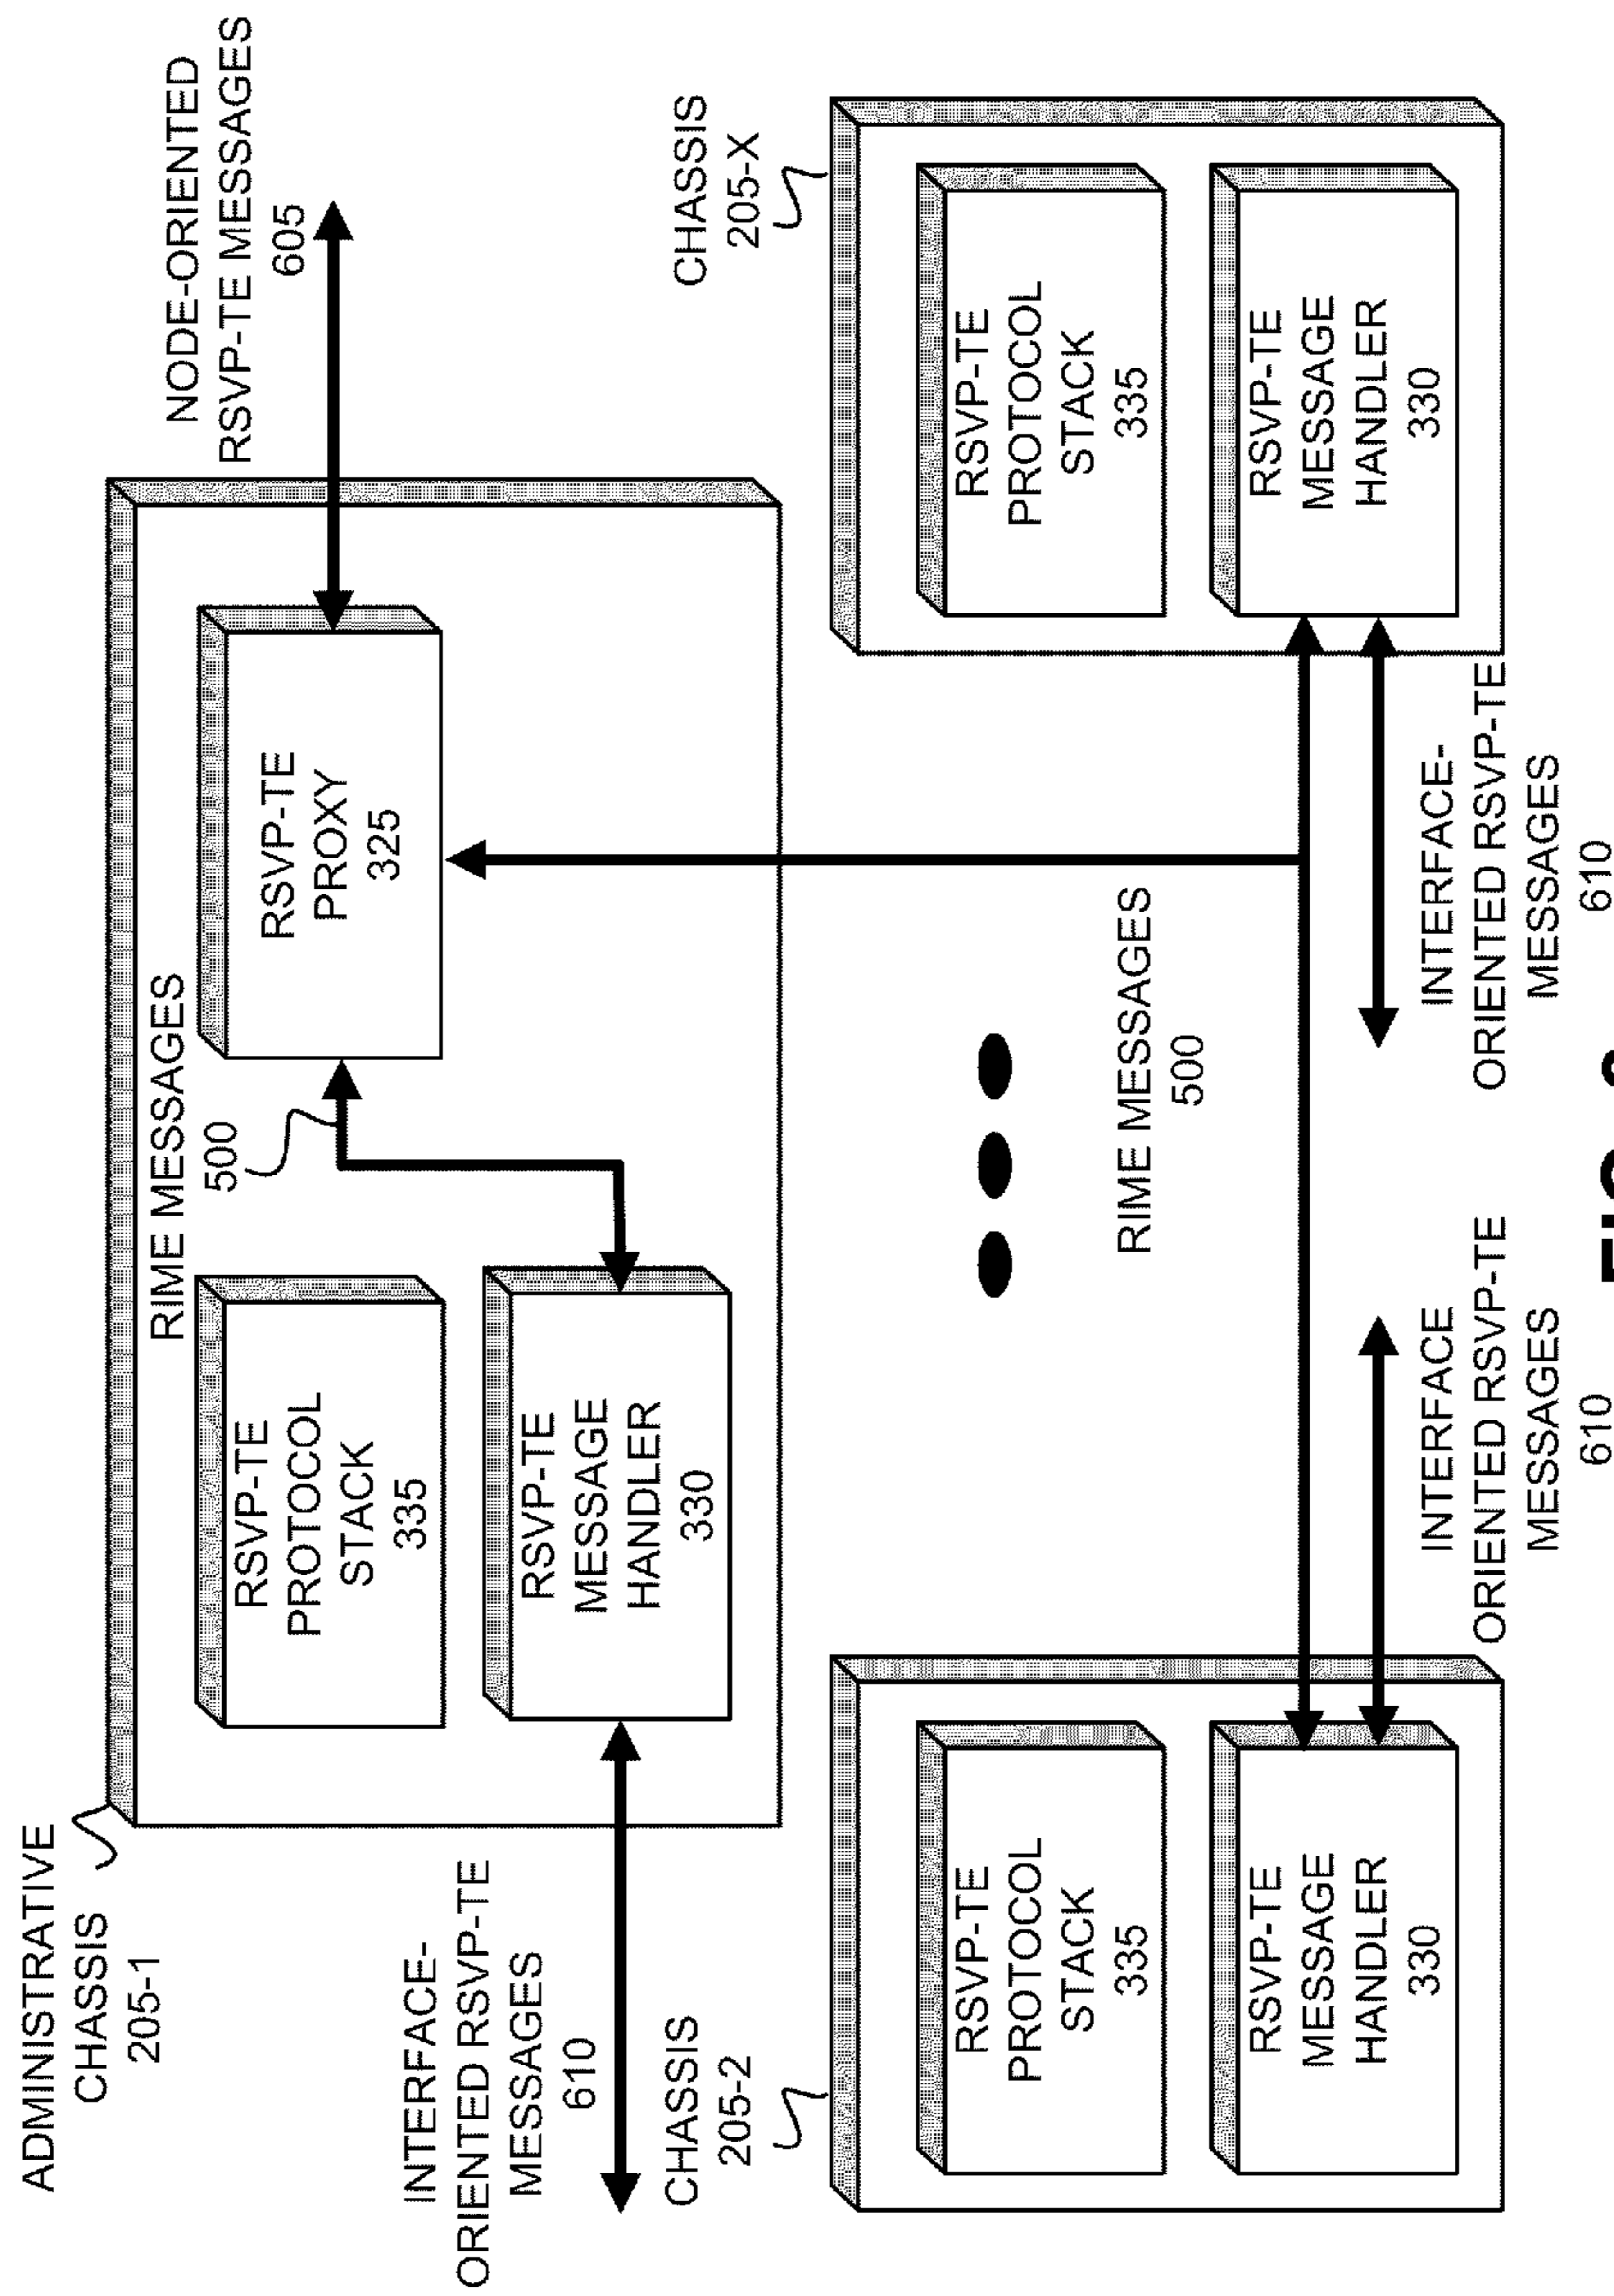 ADMINISTRATIVE
CHASSIS
205-1
RIME MESSAGES
500
NODE-ORIENTED
RSVP-TE MESSAGES
605
RSVP-TE
PROTOCOL
STACK
335
RSVP-TE
PROXY
325
RSVP-TE
MESSAGE
HANDLER
330
INTERFACE-
ORIENTED RSVP-TE
MESSAGES
610
CHASSIS
205-2
CHASSIS
205-X
RSVP-TE
PROTOCOL
STACK
335
RSVP-TE
MESSAGE
HANDLER
330
RIME MESSAGES
500
RSVP-TE
PROTOCOL
STACK
335
RSVP-TE
MESSAGE
HANDLER
330
INTERFACE
ORIENTED RSVP-TE
MESSAGES
610
INTERFACE-
ORIENTED RSVP-TE
MESSAGES
610